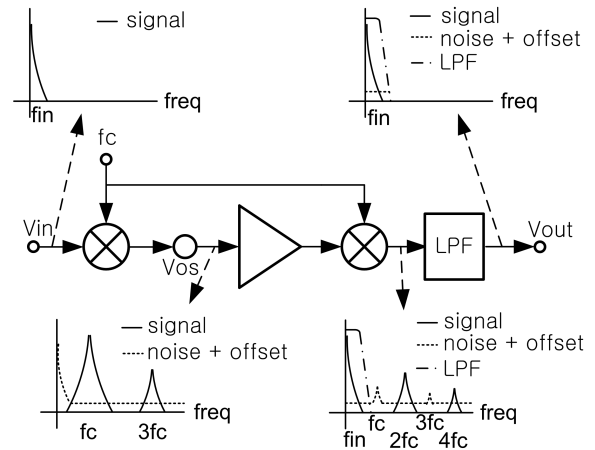 signal
freq
fin
signal
noise + offset
LPF
freq
fin
fc
Vin
Vos
LPF
Vout
signal
noise + offset
freq
fc
3fc
signal
noise + offset
LPF
freq
fin
fc
2fc
3fc
4fc